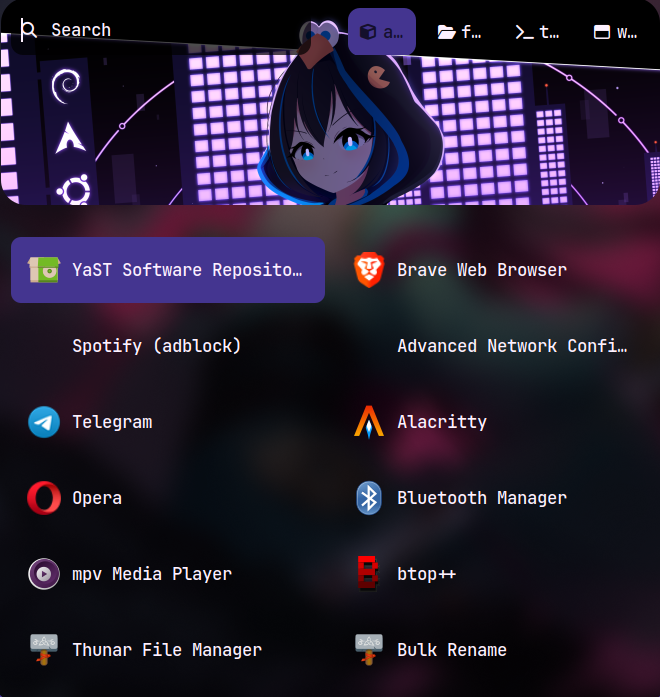 Search
a…
f…
t…
w…
YaST Software Reposito…
Brave Web Browser
Spotify (adblock)
Advanced Network Confi…
Telegram
Alacritty
Opera
Bluetooth Manager
mpv Media Player
btop++
Thunar File Manager
Bulk Rename